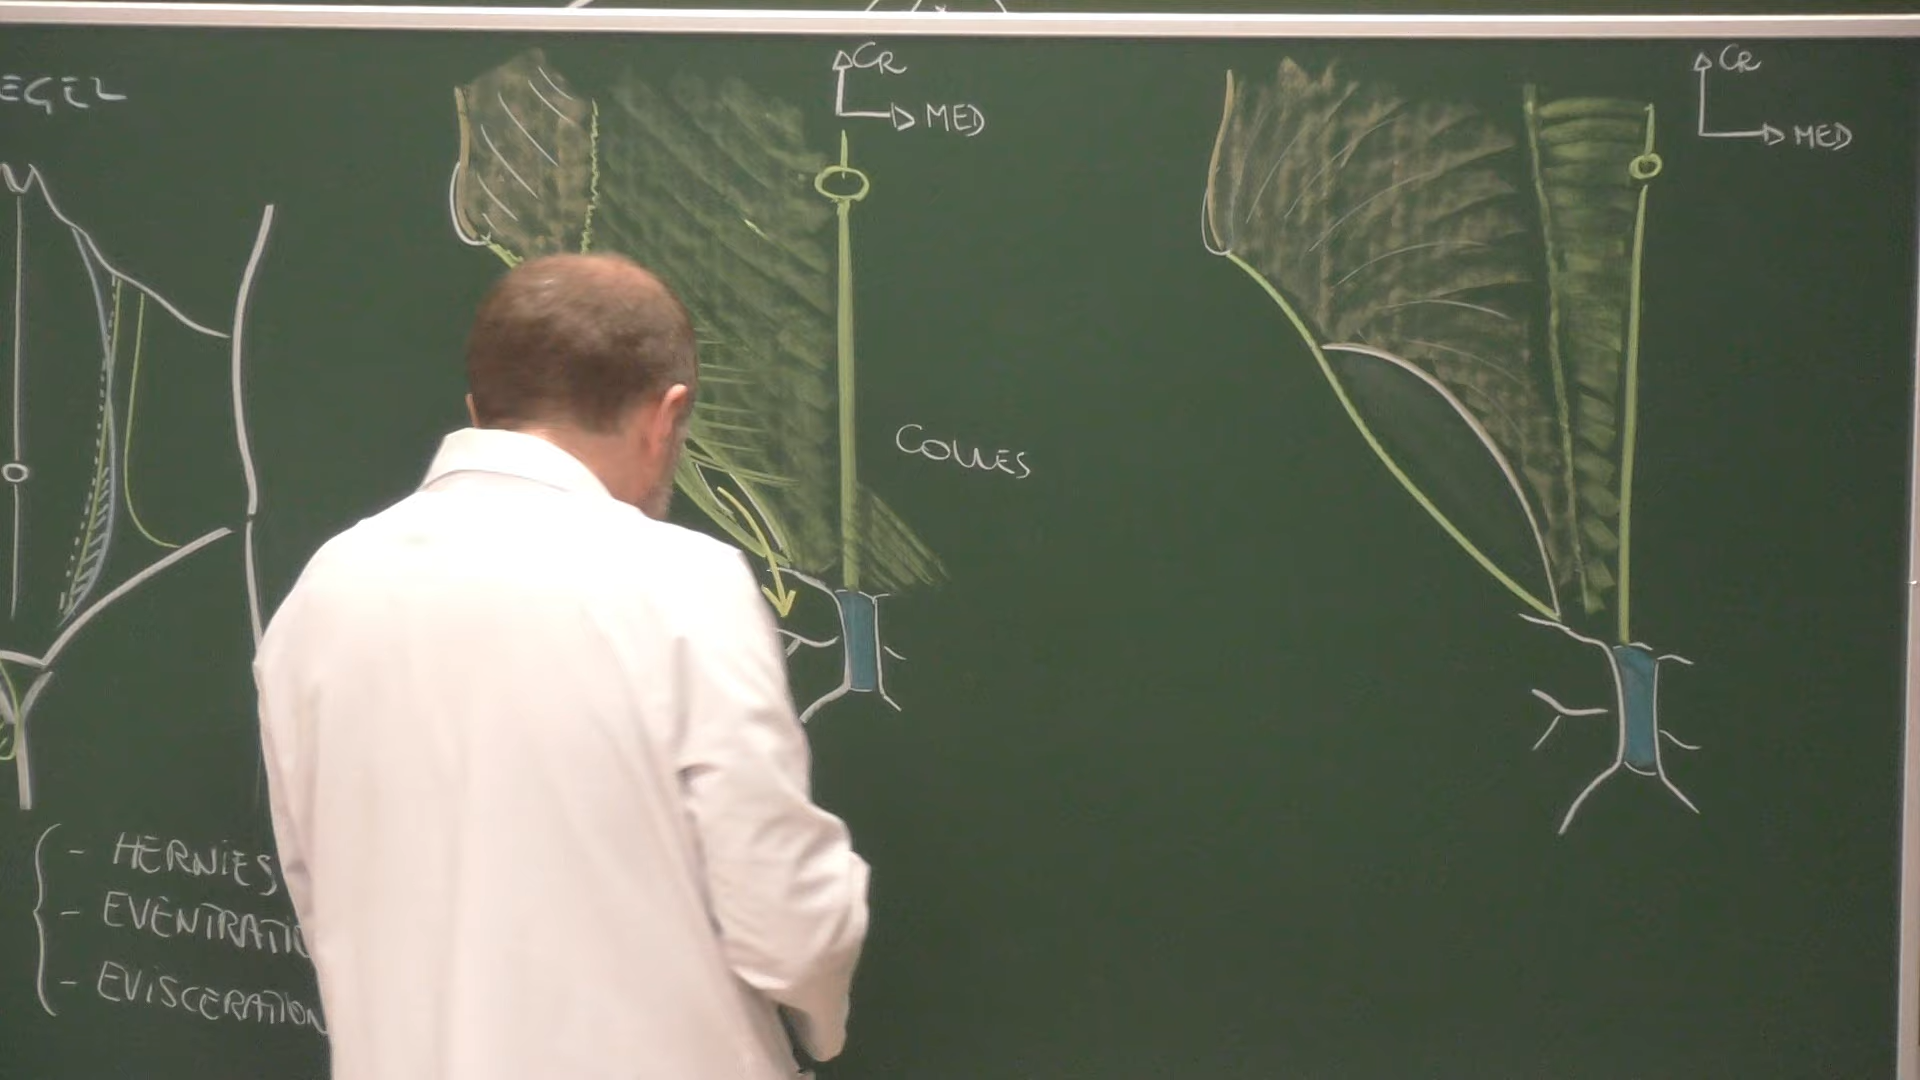 EGEL
CR
MED
CR
MED
COLLES
- HERNIES
- EVENTRATIO
- EVISCERATION